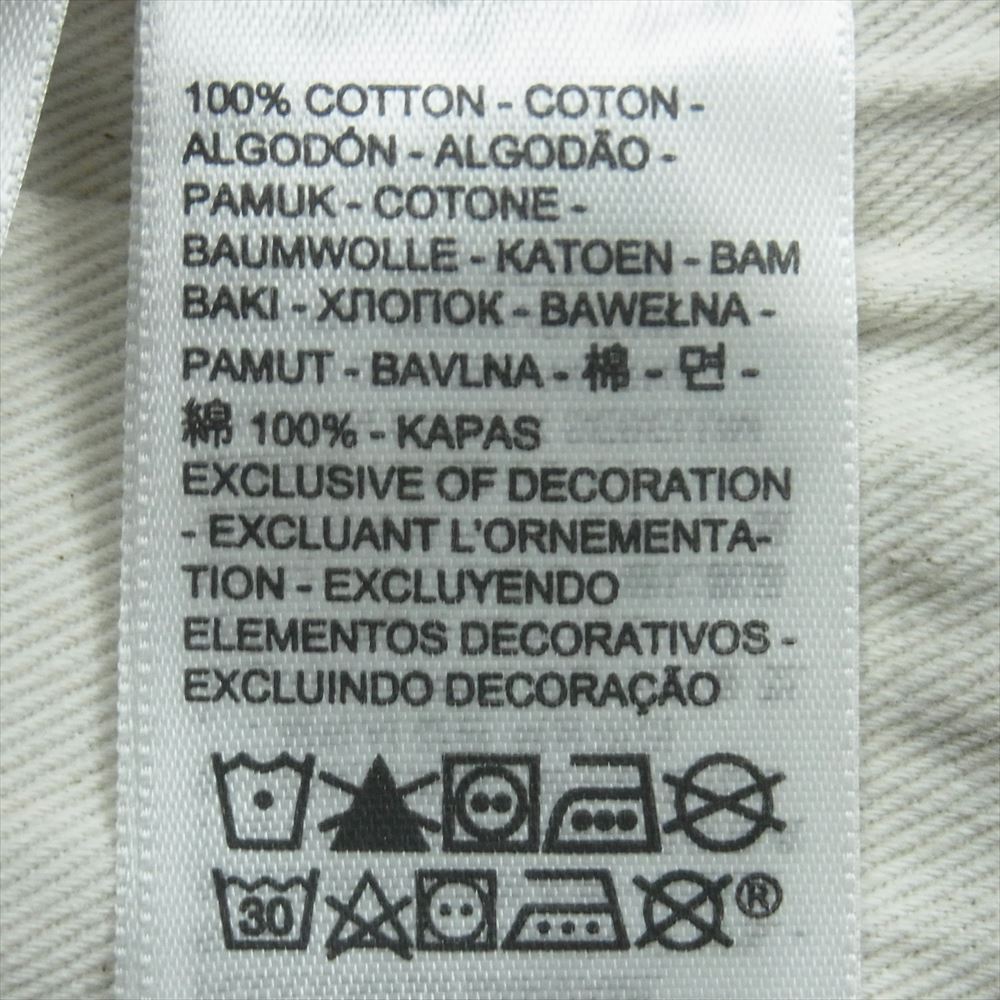 100% COTTON - COTON -
ALGODÓN - ALGODÃO -
PAMUK - COTONE -
BAUMWOLLE - KATOEN - BAM
BAKI - ХЛОПОК - BAWEŁNA -
PAMUT - BAVLNA - 棉 - 면 -
綿 100% - KAPAS
EXCLUSIVE OF DECORATION
- EXCLUANT L'ORNEMENTA-
TION - EXCLUYENDO
ELEMENTOS DECORATIVOS -
EXCLUINDO DECORAÇÃO
30 ®